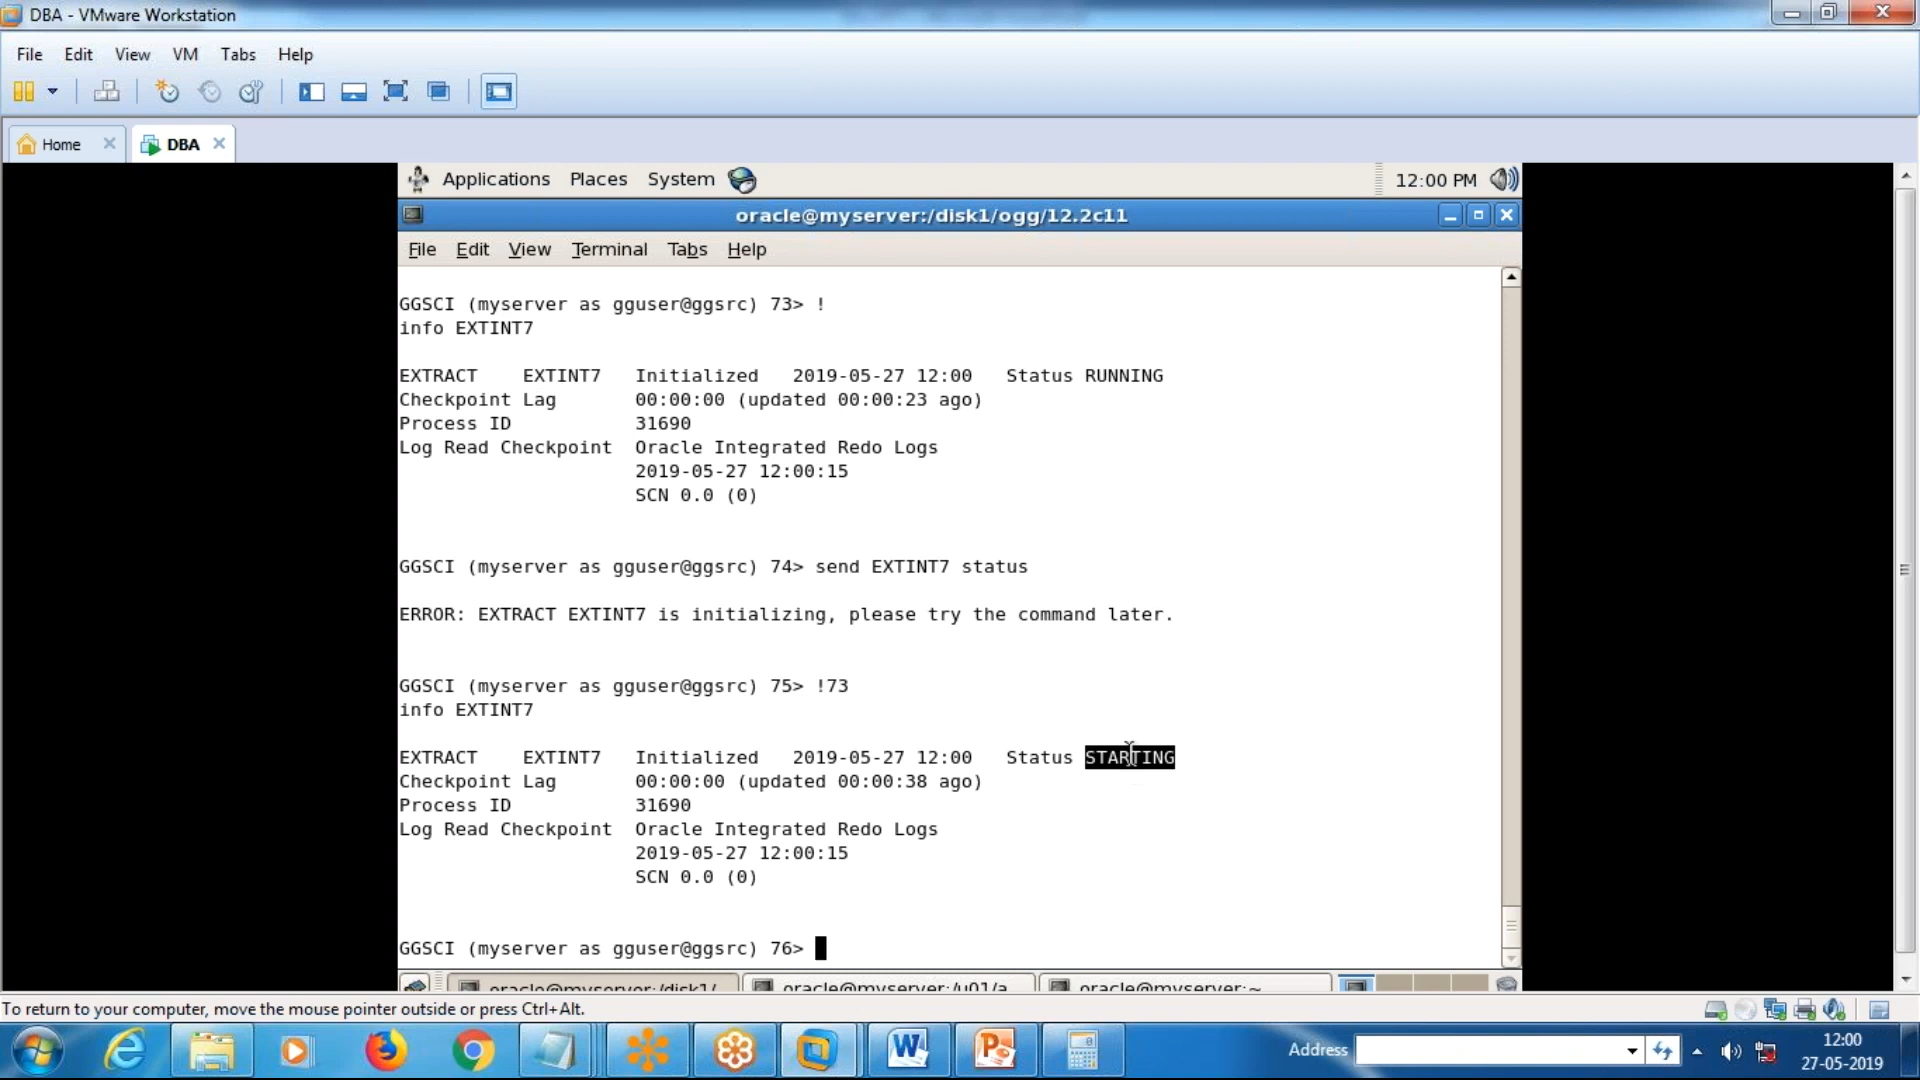 DBA - VMware Workstation
File Edit View VM Tabs Help
Home DBA
Applications Places System 12:00 PM
oracle@myserver:/disk1/ogg/12.2c11
File Edit View Terminal Tabs Help
GGSCI (myserver as gguser@ggsrc) 73> !
info EXTINT7
EXTRACT    EXTINT7   Initialized   2019-05-27 12:00   Status RUNNING
Checkpoint Lag       00:00:00 (updated 00:00:23 ago)
Process ID           31690
Log Read Checkpoint  Oracle Integrated Redo Logs
2019-05-27 12:00:15
SCN 0.0 (0)
GGSCI (myserver as gguser@ggsrc) 74> send EXTINT7 status
ERROR: EXTRACT EXTINT7 is initializing, please try the command later.
GGSCI (myserver as gguser@ggsrc) 75> !73
info EXTINT7
EXTRACT    EXTINT7   Initialized   2019-05-27 12:00   Status STARTING
Checkpoint Lag       00:00:00 (updated 00:00:38 ago)
Process ID           31690
Log Read Checkpoint  Oracle Integrated Redo Logs
2019-05-27 12:00:15
SCN 0.0 (0)
GGSCI (myserver as gguser@ggsrc) 76>
oracle@myserver:/disk1/... oracle@myserver:/u01/a... oracle@myserver:~
To return to your computer, move the mouse pointer outside or press Ctrl+Alt.
Address 12:00
27-05-2019